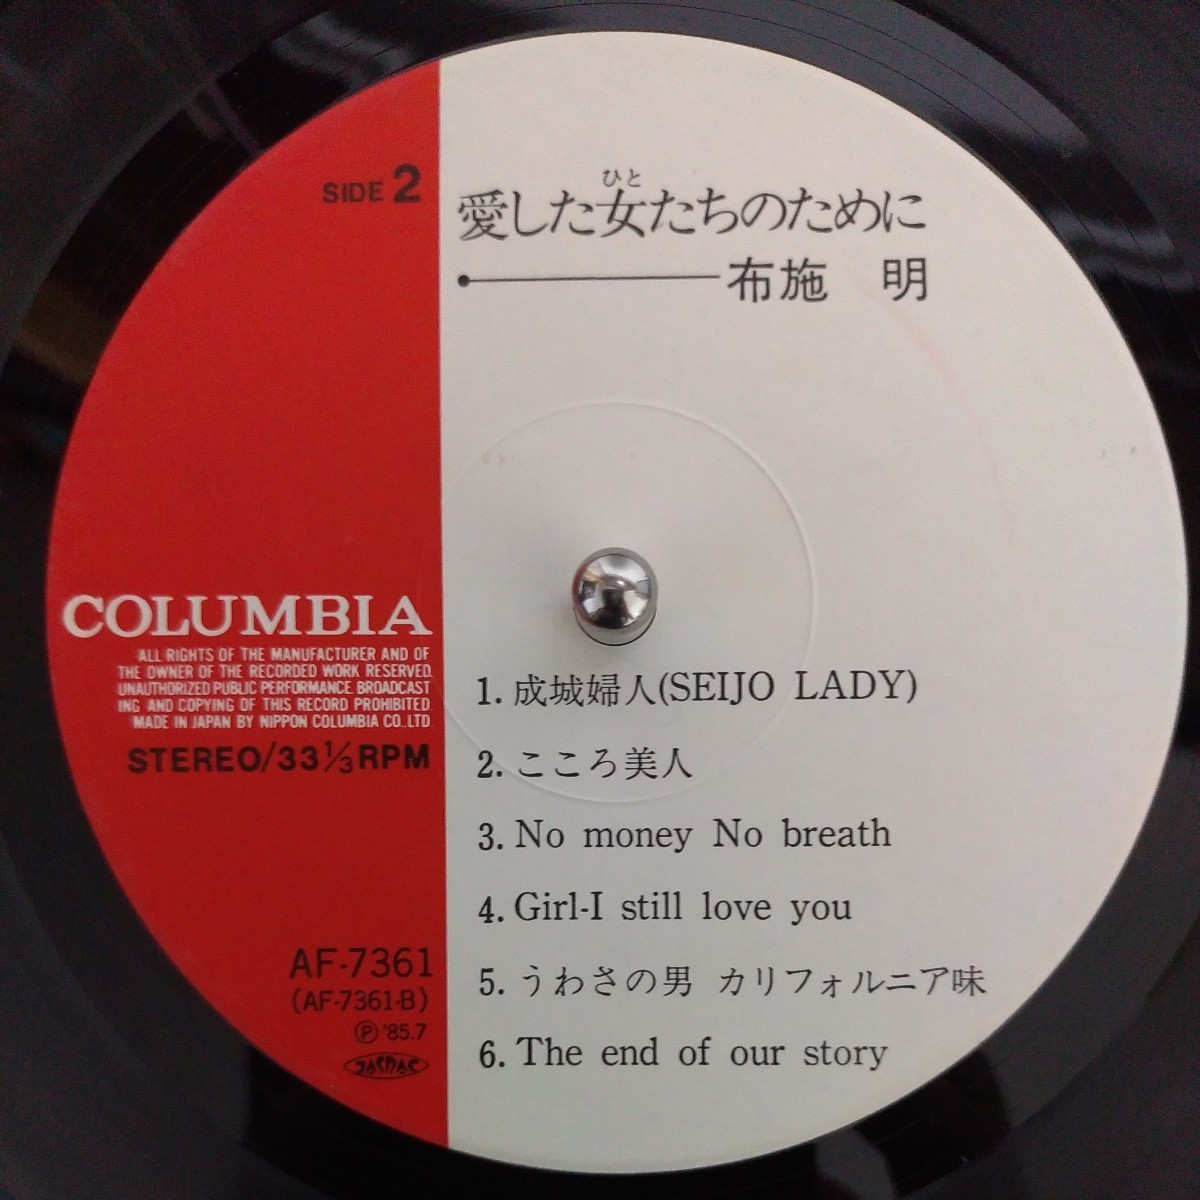 SIDE 2
ひと
愛した女たちのために
布施 明
COLUMBIA
ALL RIGHTS OF THE MANUFACTURER AND OF
THE OWNER OF THE RECORDED WORK RESERVED.
UNAUTHORIZED PUBLIC PERFORMANCE. BROADCAST
ING AND COPYING OF THIS RECORD PROHIBITED
MADE IN JAPAN BY NIPPON COLUMBIA CO.,LTD
STEREO/33⅓RPM
1. 成城婦人(SEIJO LADY)
2. こころ美人
3. No money No breath
4. Girl-I still love you
5. うわさの男 カリフォルニア味
6. The end of our story
AF-7361
(AF-7361-B)
Ⓟ '85.7
JASRAC